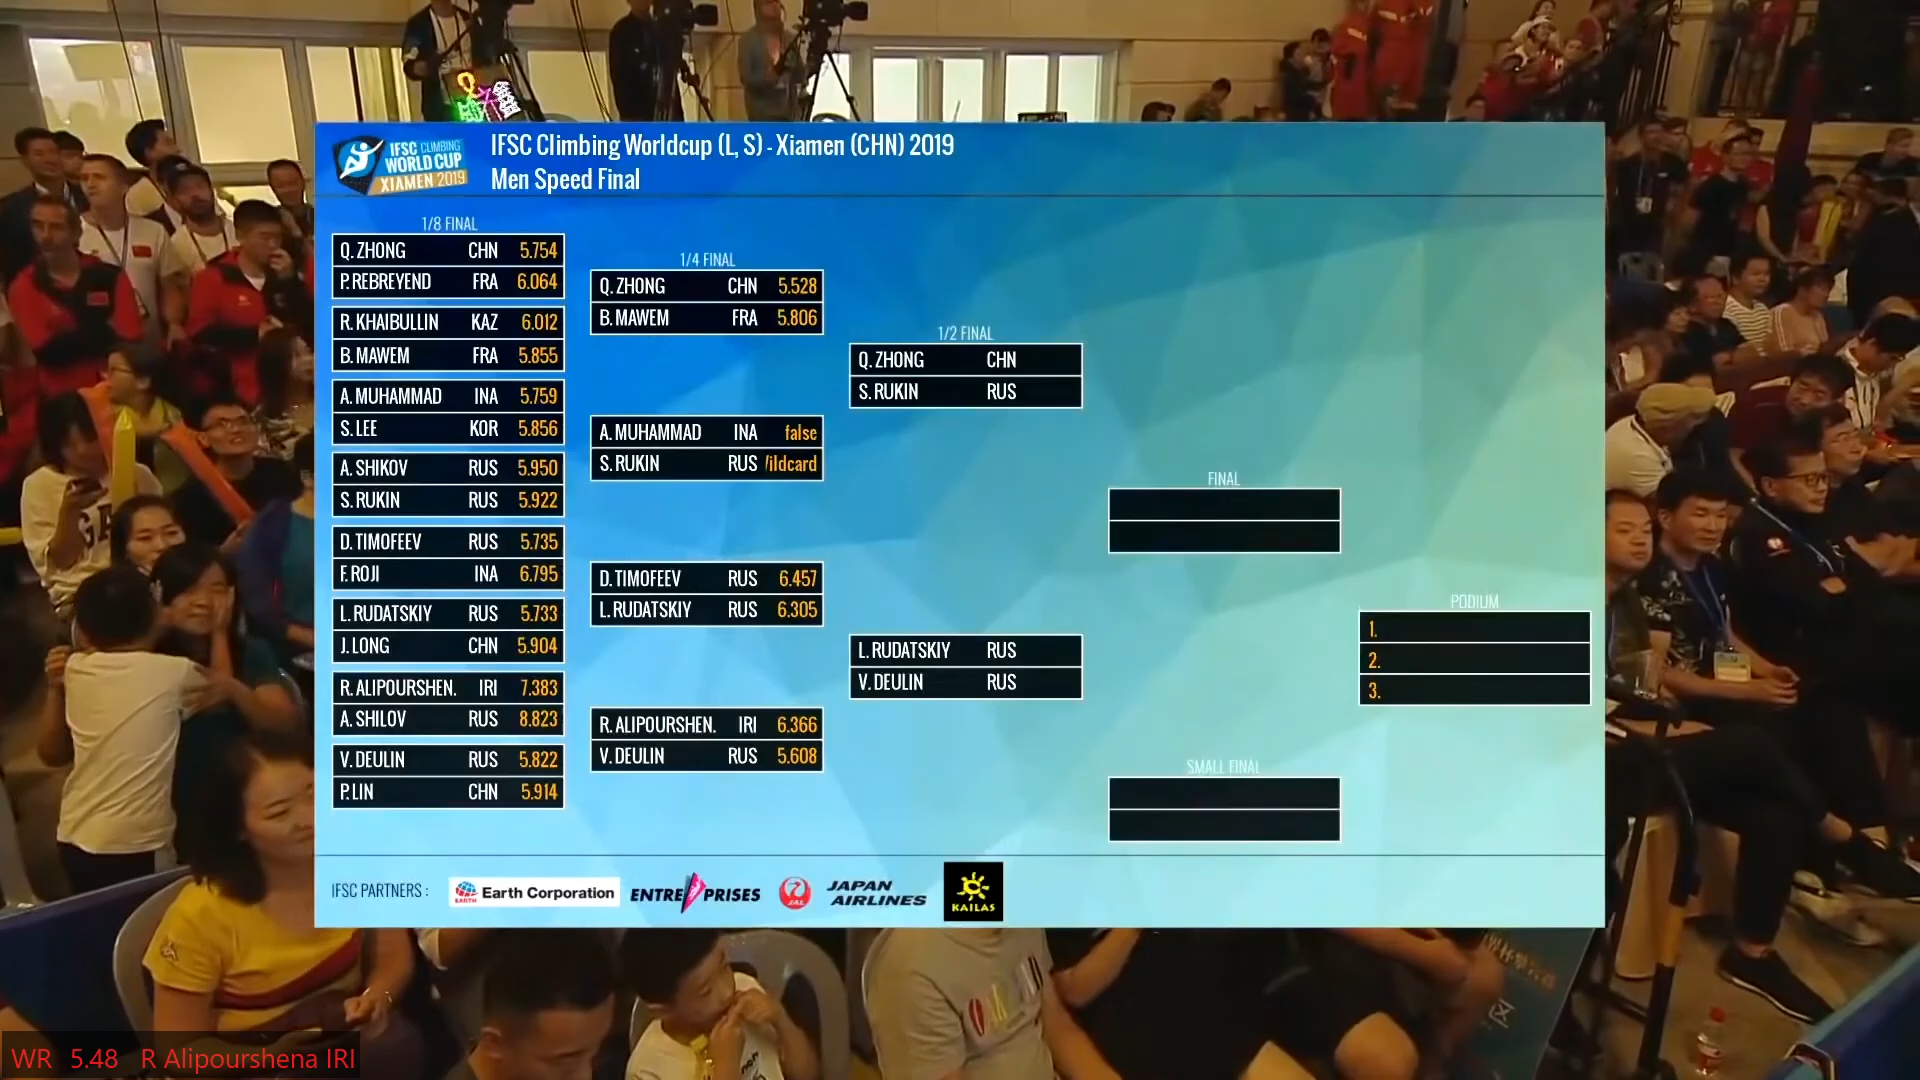 IFSC CLIMBING
WORLD CUP
XIAMEN 2019
IFSC Climbing Worldcup (L, S) - Xiamen (CHN) 2019
Men Speed Final
1/8 FINAL
Q. ZHONG CHN 5.754
P. REBREYEND FRA 6.064
R. KHAIBULLIN KAZ 6.012
B. MAWEM FRA 5.855
A. MUHAMMAD INA 5.759
S. LEE KOR 5.856
A. SHIKOV RUS 5.950
S. RUKIN RUS 5.922
D. TIMOFEEV RUS 5.735
F. ROJI INA 6.795
L. RUDATSKIY RUS 5.733
J. LONG CHN 5.904
R. ALIPOURSHEN. IRI 7.383
A. SHILOV RUS 8.823
V. DEULIN RUS 5.822
P. LIN CHN 5.914
1/4 FINAL
Q. ZHONG CHN 5.528
B. MAWEM FRA 5.806
A. MUHAMMAD INA false
S. RUKIN RUS ildcard
D. TIMOFEEV RUS 6.457
L. RUDATSKIY RUS 6.305
R. ALIPOURSHEN. IRI 6.366
V. DEULIN RUS 5.608
1/2 FINAL
Q. ZHONG CHN
S. RUKIN RUS
L. RUDATSKIY RUS
V. DEULIN RUS
FINAL
SMALL FINAL
PODIUM
1.
2.
3.
IFSC PARTNERS :
EARTH
Earth Corporation
ENTRE PRISES
JAL
JAPAN
AIRLINES
KAILAS
WR 5.48 R Alipourshena IRI